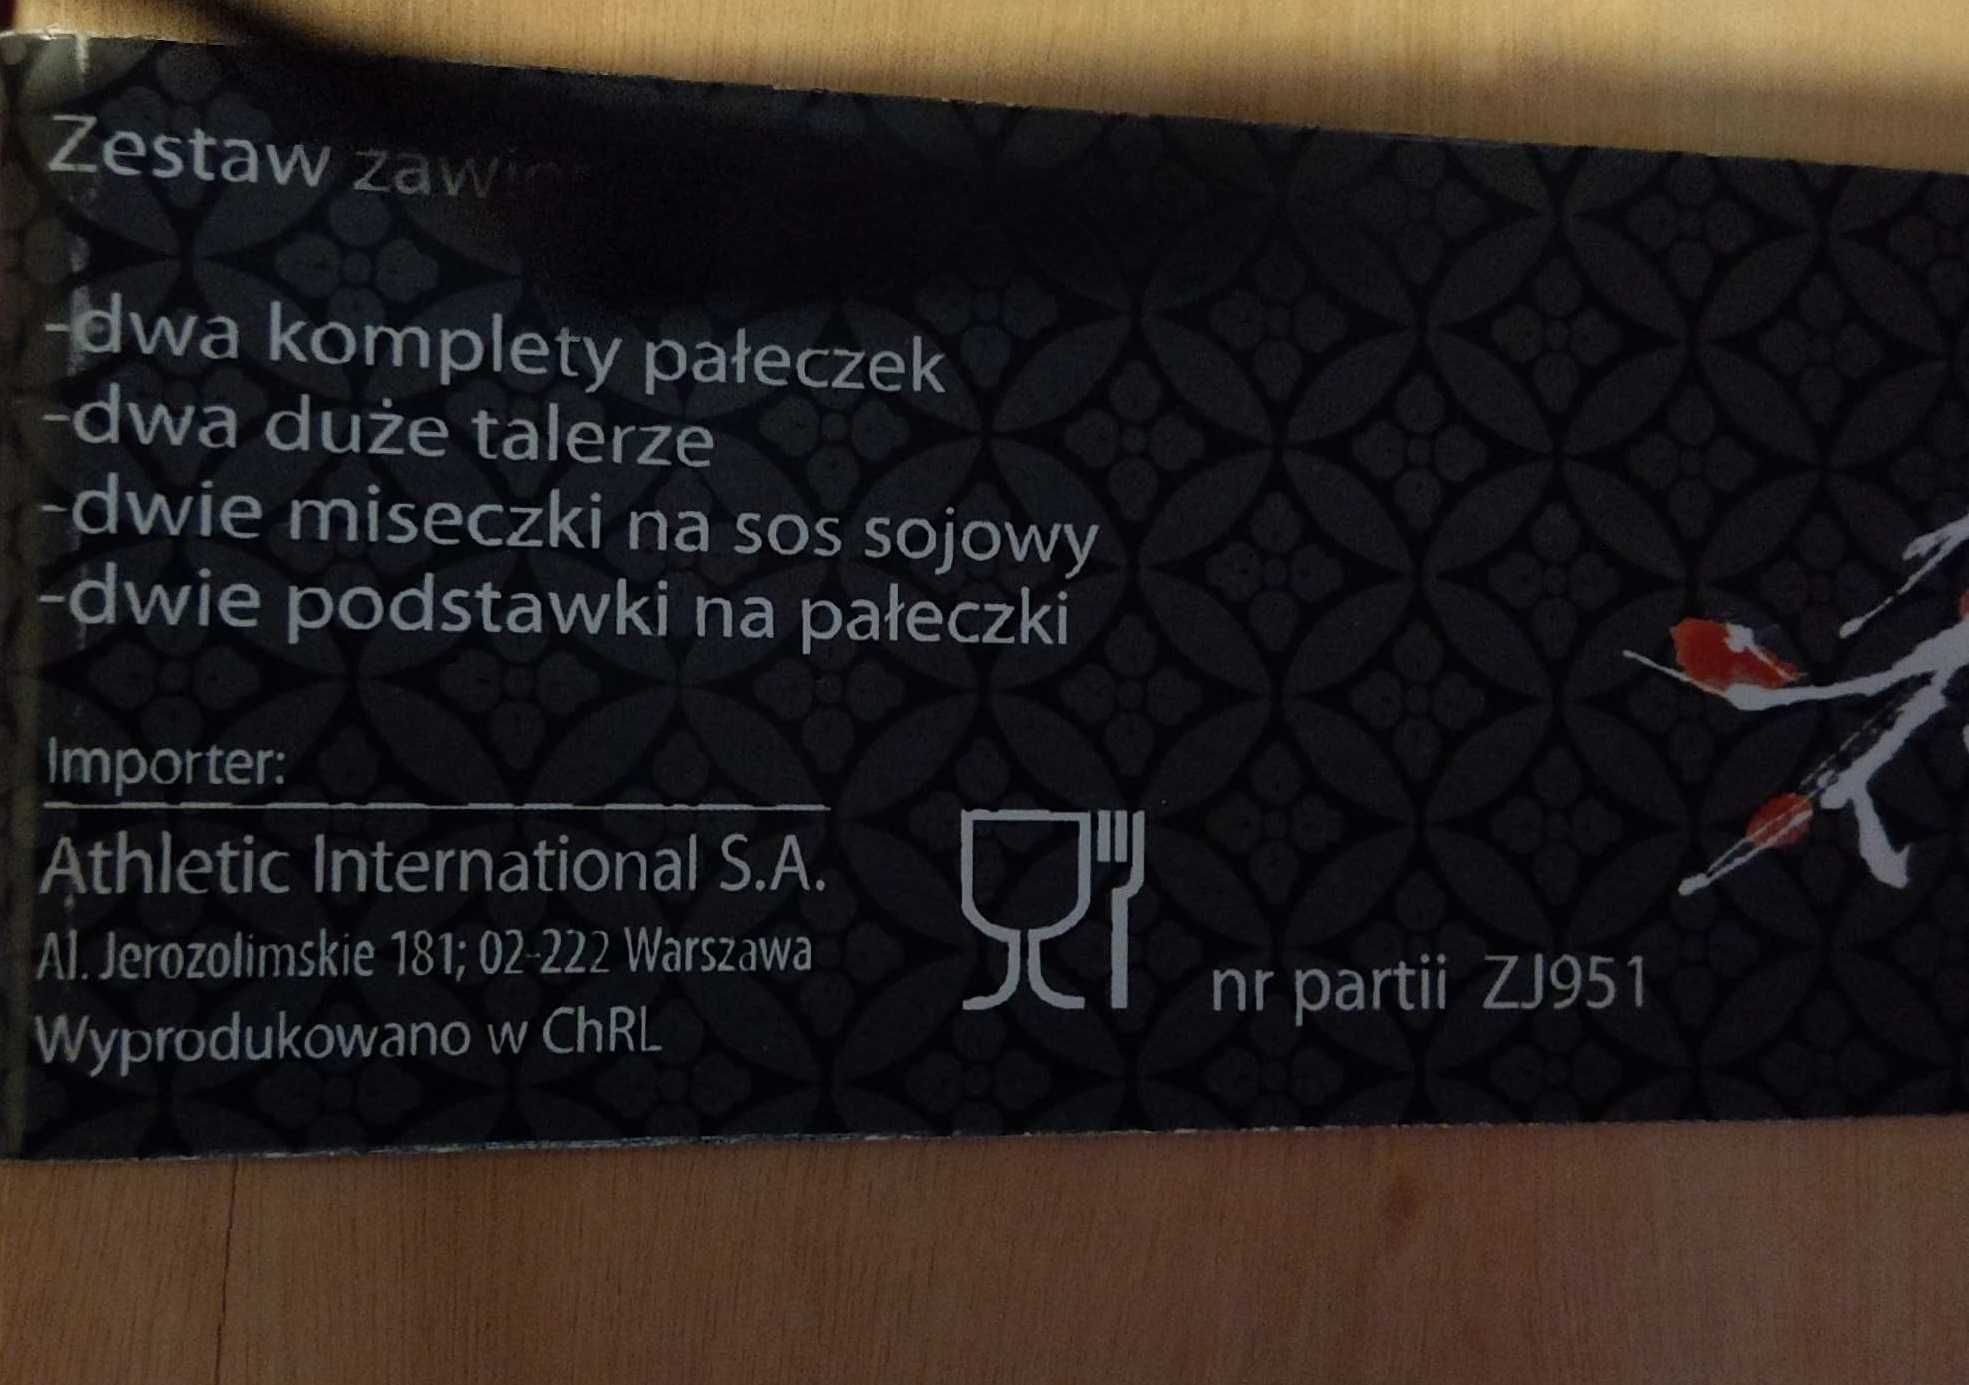 Zestaw
-dwa komplety pałeczek
-dwa duże talerze
-dwie miseczki na sos sojowy
-dwie podstawki na pałeczki
Importer:
Athletic International S.A.
Al. Jerozolimskie 181; 02-222 Warszawa
Wyprodukowano w ChRL
nr partii ZJ951